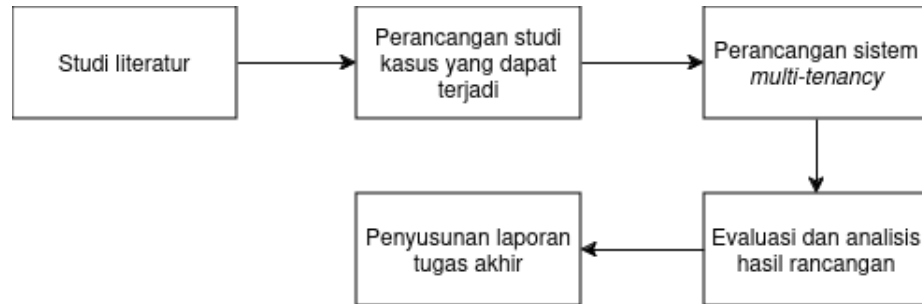 Studi literatur
Perancangan studi
kasus yang dapat
terjadi
Perancangan sistem
multi-tenancy
Evaluasi dan analisis
hasil rancangan
Penyusunan laporan
tugas akhir